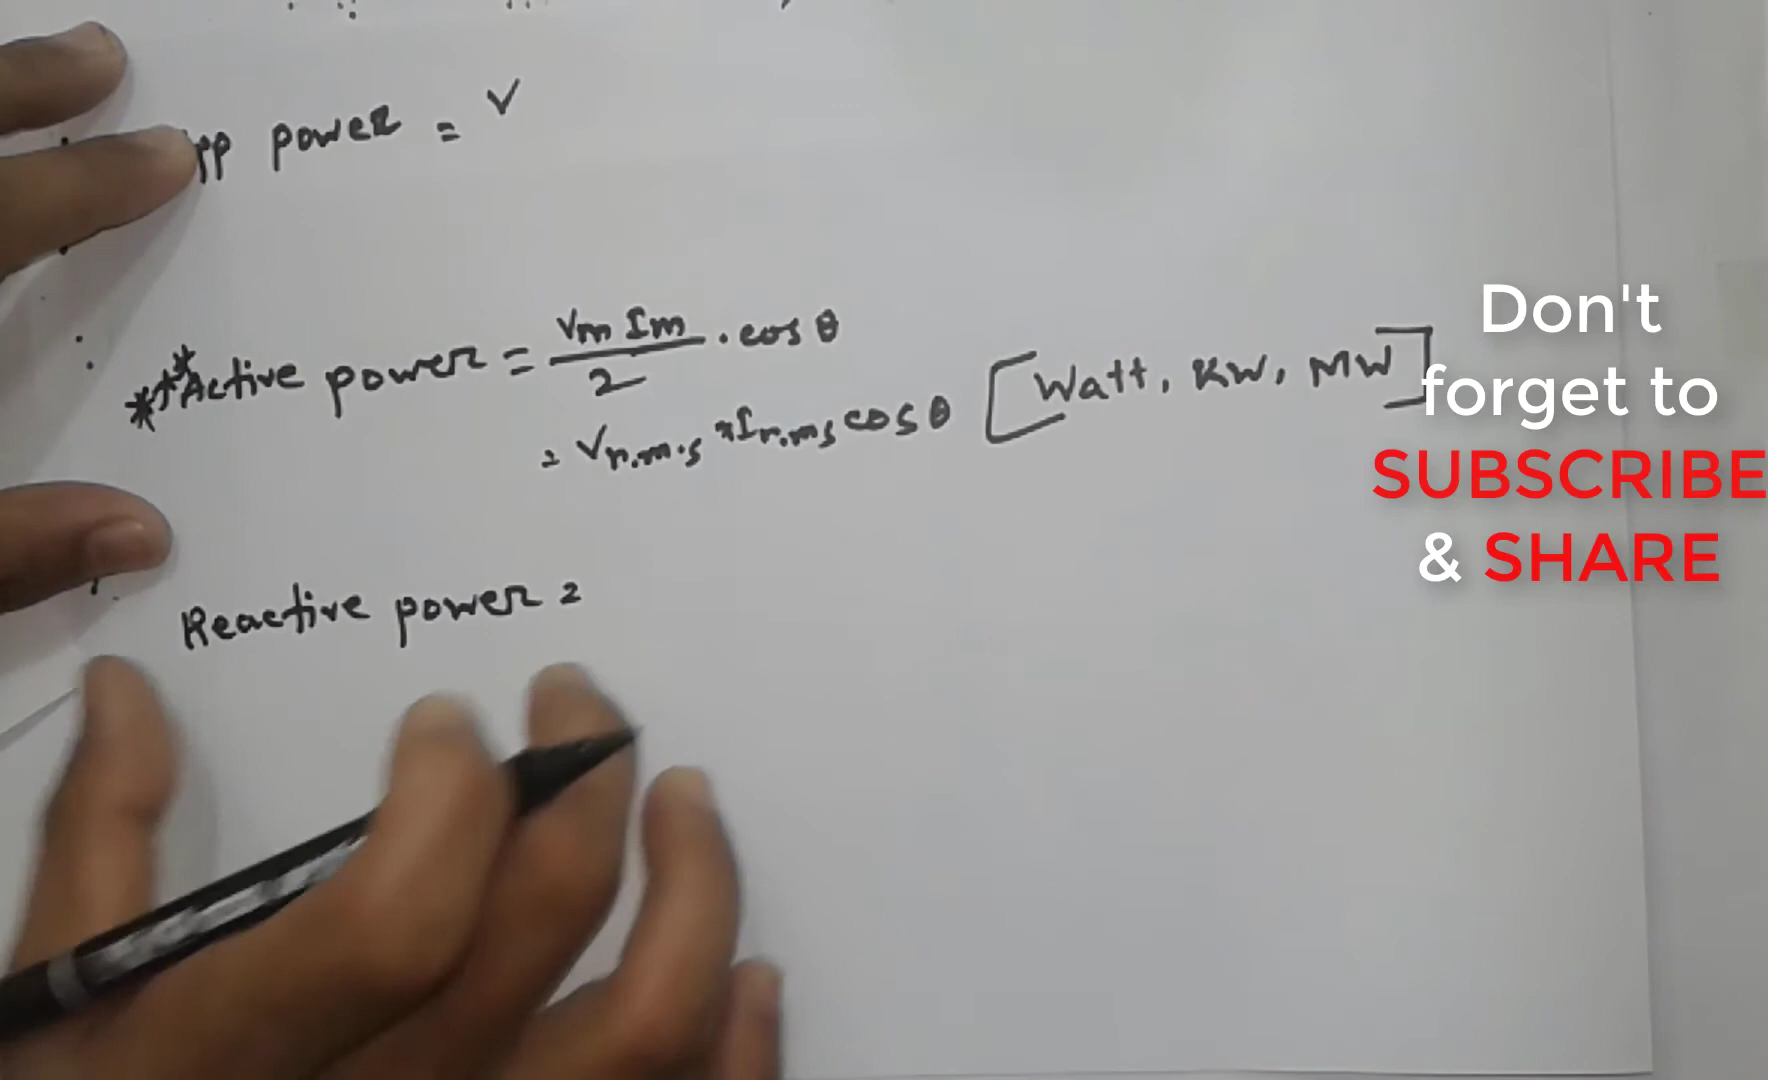 pp power = V
**Active power = Vm Im / 2 . cos θ
= Vr.m.s * Ir.ms cos θ [Watt, KW, MW]
Reactive power =
Don't
forget to
SUBSCRIBE
& SHARE